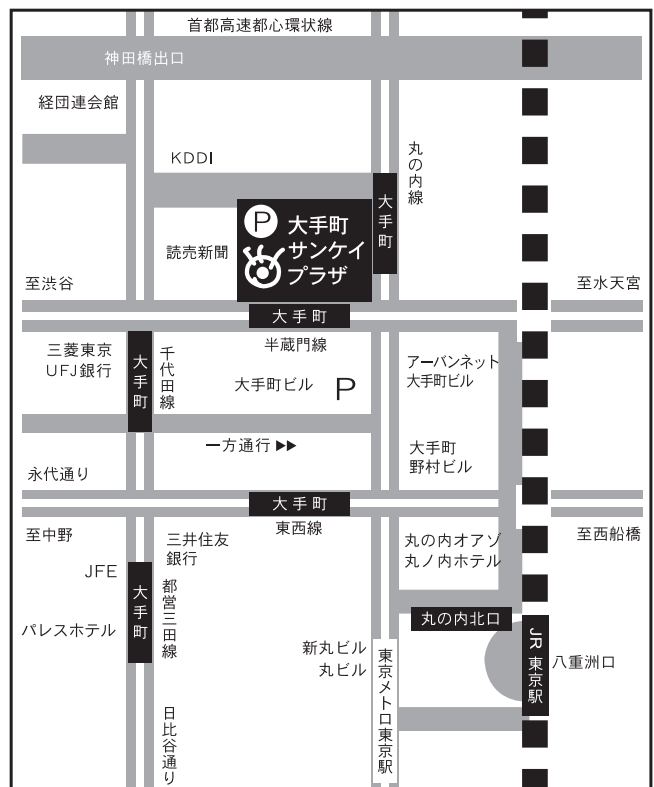 首都高速都心環状線
神田橋出口
経団連会館
KDDI
丸の内線
大手町
P
大手町
サンケイ
プラザ
読売新聞
至渋谷
至水天宮
大手町
半蔵門線
三菱東京
UFJ銀行
大手町
千代田線
大手町ビル
P
アーバンネット
大手町ビル
一方通行 ▶▶
大手町
野村ビル
永代通り
大手町
東西線
至中野
至西船橋
三井住友
銀行
丸の内オアゾ
丸ノ内ホテル
JFE
大手町
都営三田線
パレスホテル
丸の内北口
新丸ビル
丸ビル
東京メトロ東京駅
JR 東京駅
八重洲口
日比谷通り